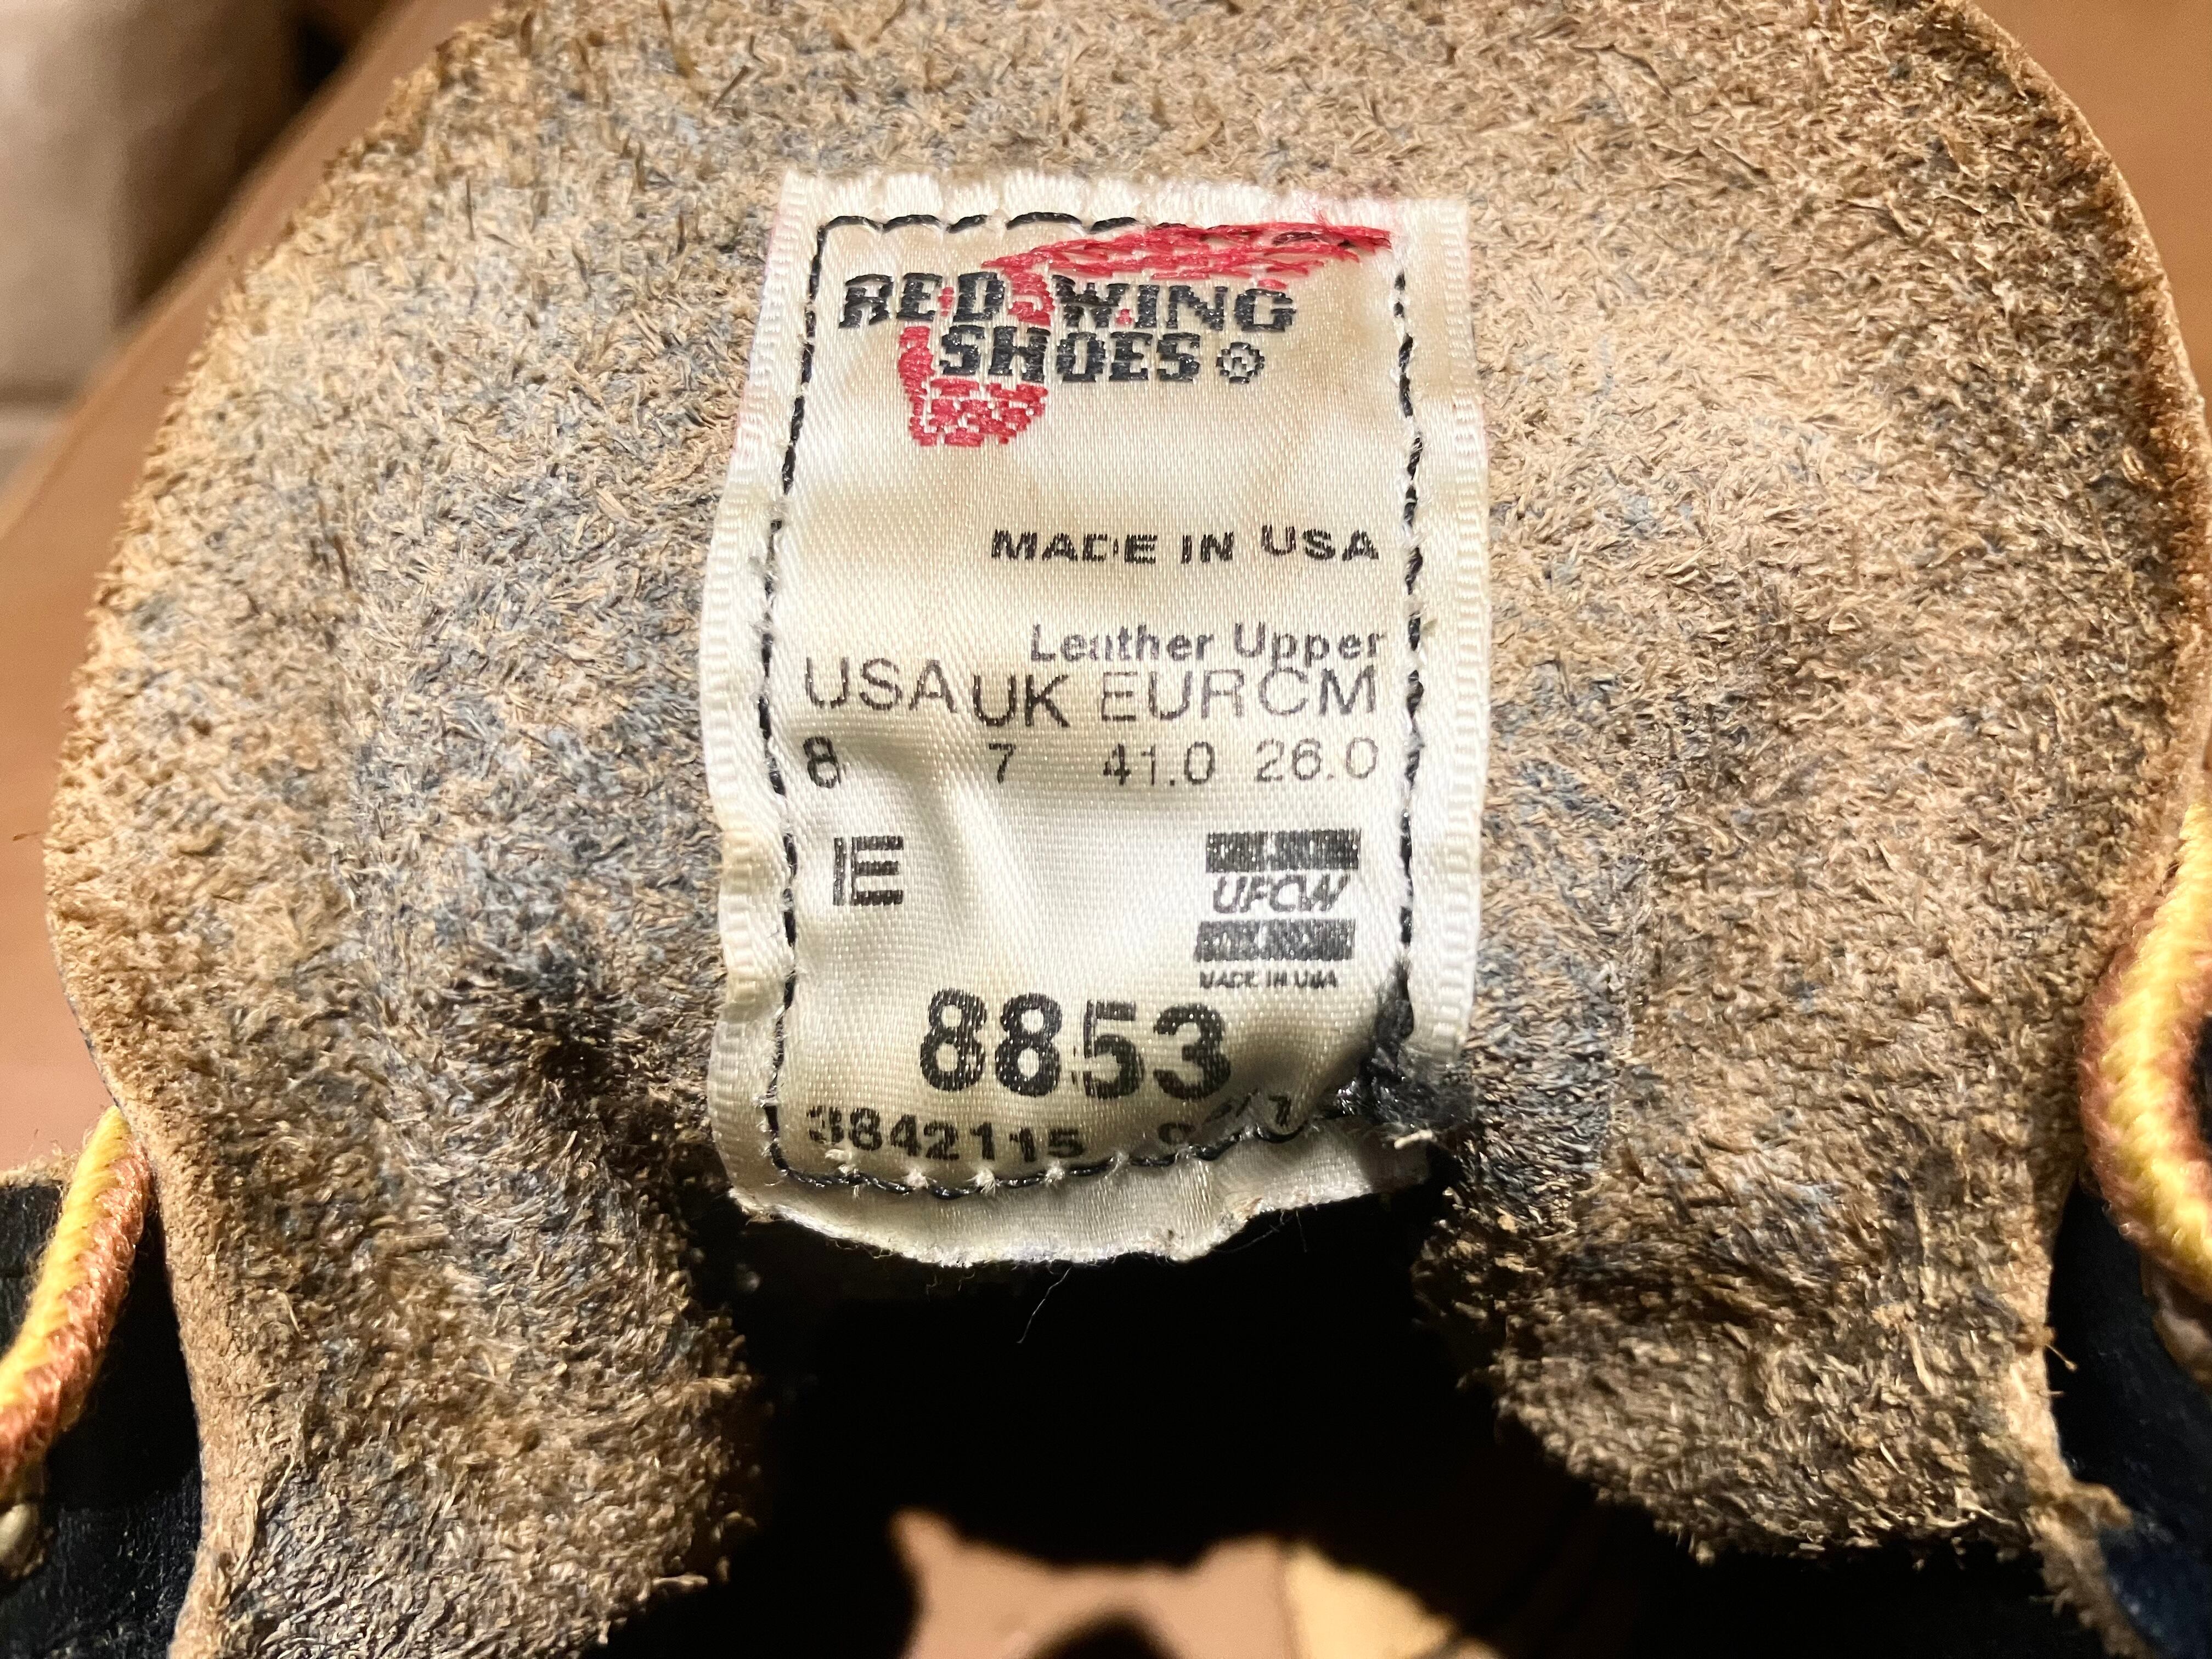 RED WING
SHOES ®
MADE IN USA
Leather Upper
USA UK EUR CM
8 7 41.0 26.0
E
UFCW
MADE IN USA
8853
3842115